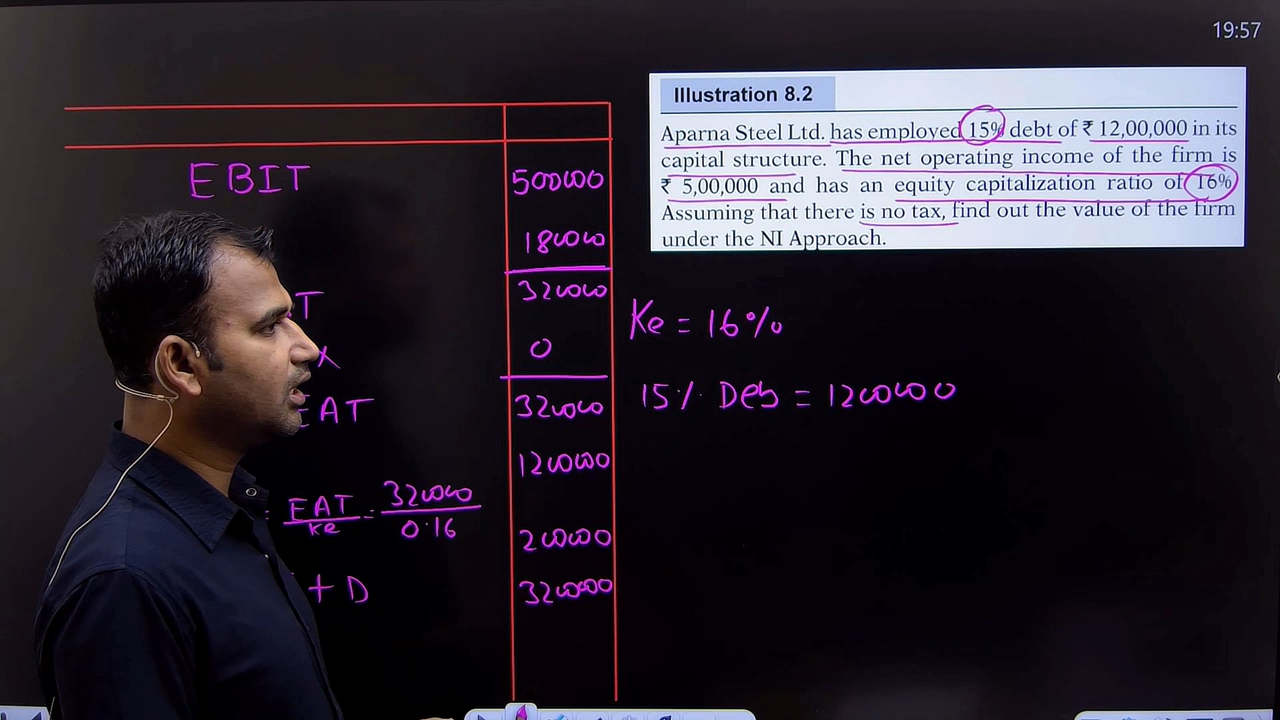 19:57
Illustration 8.2
Aparna Steel Ltd. has employed 15% debt of ₹ 12,00,000 in its
capital structure. The net operating income of the firm is
₹ 5,00,000 and has an equity capitalization ratio of 16%
Assuming that there is no tax, find out the value of the firm
under the NI Approach.
EBIT 500000
180000
T 320000
x 0
EAT 320000
1200000
= EAT/Ke = 320000/0.16 2000000
+ D 3200000
Ke = 16%
15% Deb = 1200000